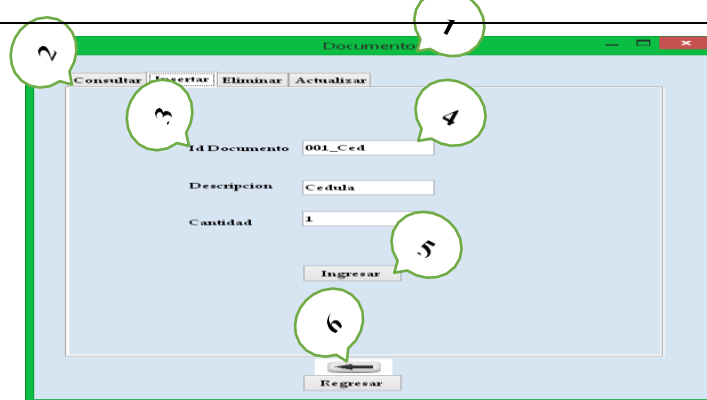 1
Documento
2
Consultar Insertar Eliminar Actualizar
3
4
Id Documento 001_Ced
Descripcion Cedula
Cantidad 1
5
Ingresar
6
Regresar